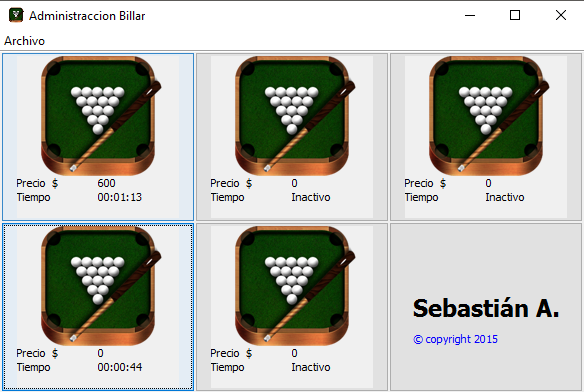 Administraccion Billar
Archivo
Precio $ 600
Tiempo 00:01:13
Precio $ 0
Tiempo Inactivo
Precio $ 0
Tiempo Inactivo
Precio $ 0
Tiempo 00:00:44
Precio $ 0
Tiempo Inactivo
Sebastián A.
© copyright 2015